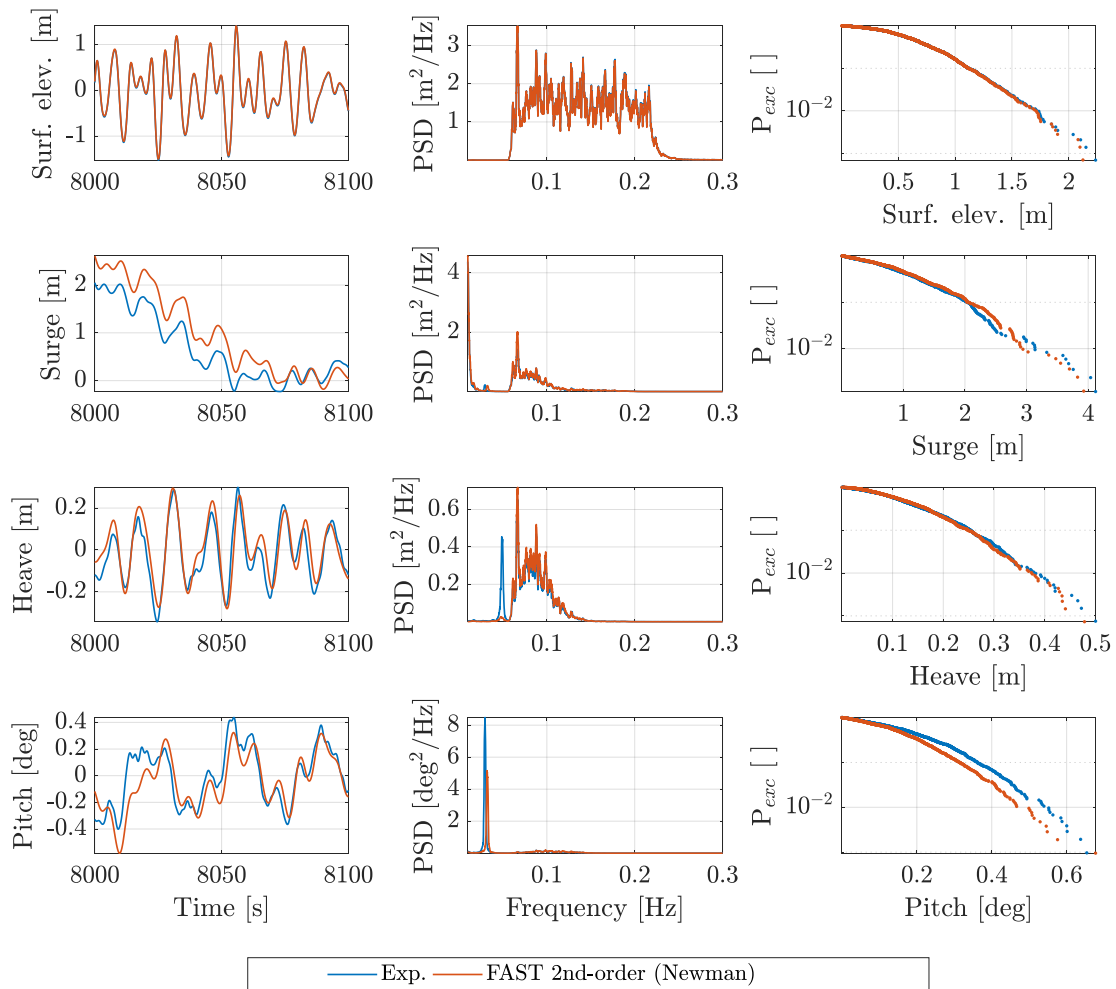 Surf. elev. [m]
1
0
-1
8000 8050 8100
PSD [m²/Hz]
3
2
1
0.1 0.2 0.3
P_exc [ ]
10⁻²
0.5 1 1.5 2
Surf. elev. [m]
Surge [m]
2
1
0
8000 8050 8100
PSD [m²/Hz]
4
2
0.1 0.2 0.3
P_exc [ ]
10⁻²
1 2 3 4
Surge [m]
Heave [m]
0.2
0
-0.2
8000 8050 8100
PSD [m²/Hz]
0.6
0.4
0.2
0.1 0.2 0.3
P_exc [ ]
10⁻²
0.1 0.2 0.3 0.4 0.5
Heave [m]
Pitch [deg]
0.4
0.2
0
-0.2
-0.4
8000 8050 8100
Time [s]
PSD [deg²/Hz]
8
6
4
2
0.1 0.2 0.3
Frequency [Hz]
P_exc [ ]
10⁻²
0.2 0.4 0.6
Pitch [deg]
Exp. FAST 2nd-order (Newman)